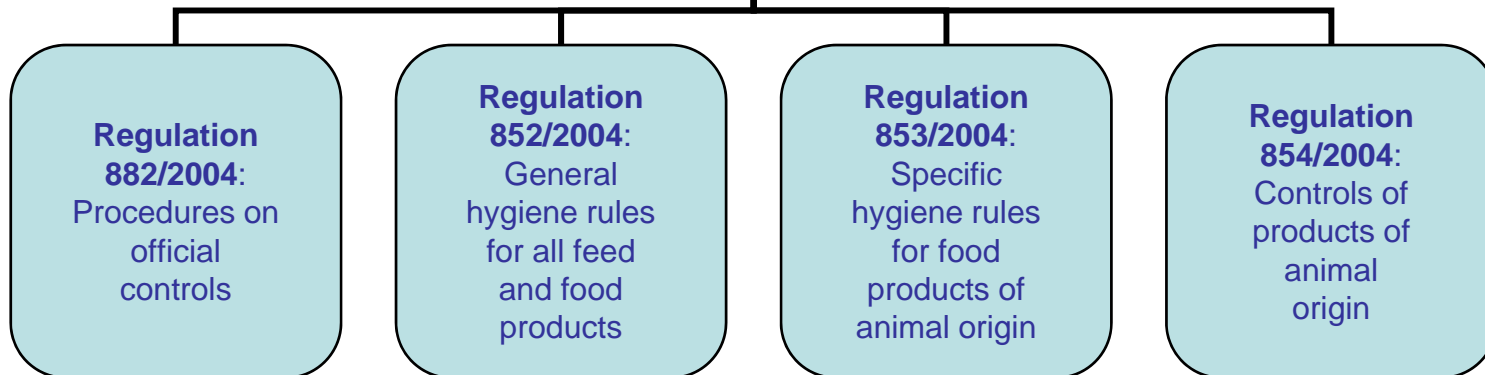 Regulation
882/2004:
Procedures on
official
controls
Regulation
852/2004:
General
hygiene rules
for all feed
and food
products
Regulation
853/2004:
Specific
hygiene rules
for food
products of
animal origin
Regulation
854/2004:
Controls of
products of
animal
origin